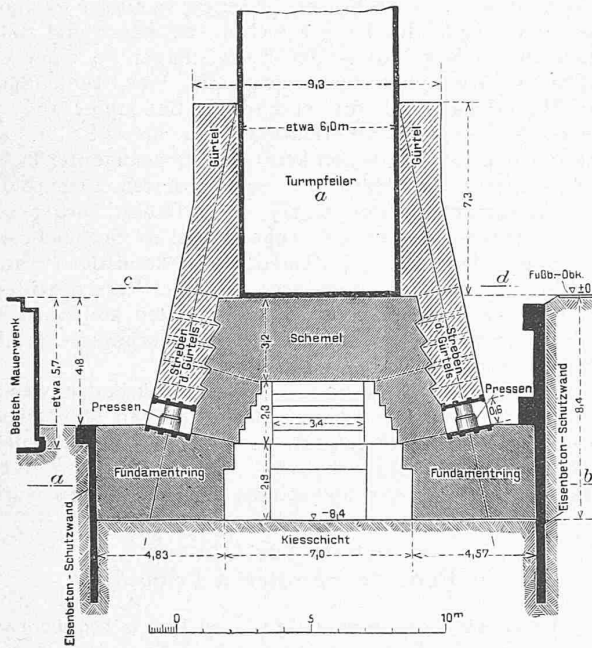 9,3
Gürtel
etwa 6,0m
Gürtel
Turmpfeiler
a
7,3
c
d
Fußb.-Obk.
±0
Besteh. Mauerwerk
etwa 5,7
4,8
Streben
d. Gürtels
Schemel
3,2
Streben
d. Gürtels
Pressen
Pressen
0,6
2,3
3,4
8,4
Eisenbeton-Schutzwand
a
b
Fundamentring
Fundamentring
2,9
-8,4
Kiesschicht
Eisenbeton-Schutzwand
4,83
7,0
4,57
0
5
10m